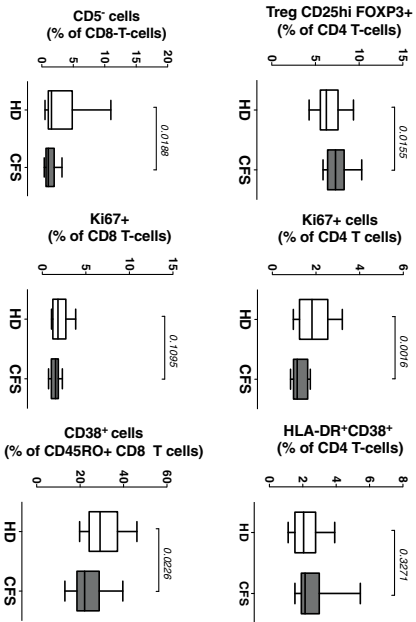 Treg CD25hi FOXP3+
(% of CD4 T-cells)
0
5
10
15
0.0155
HD
CFS
Ki67+ cells
(% of CD4 T cells)
0
2
4
6
0.0016
HD
CFS
HLA-DR⁺CD38⁺
(% of CD4 T-cells)
0
2
4
6
8
0.3271
HD
CFS
CD5⁻ cells
(% of CD8-T-cells)
0
5
10
15
20
0.0188
HD
CFS
Ki67+
(% of CD8 T-cells)
0
5
10
15
0.1095
HD
CFS
CD38⁺ cells
(% of CD45RO+ CD8 T cells)
0
20
40
60
0.0226
HD
CFS